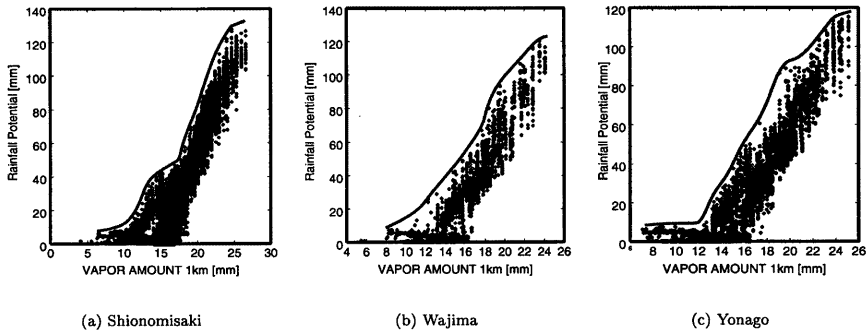 140
120
100
80
60
40
20
0
Rainfall Potential [mm]
0 5 10 15 20 25 30
VAPOR AMOUNT 1km [mm]
(a) Shionomisaki
140
120
100
80
60
40
20
0
Rainfall Potential [mm]
4 6 8 10 12 14 16 18 20 22 24 26
VAPOR AMOUNT 1km [mm]
(b) Wajima
120
100
80
60
40
20
0
Rainfall Potential [mm]
6 8 10 12 14 16 18 20 22 24 26
VAPOR AMOUNT 1km [mm]
(c) Yonago